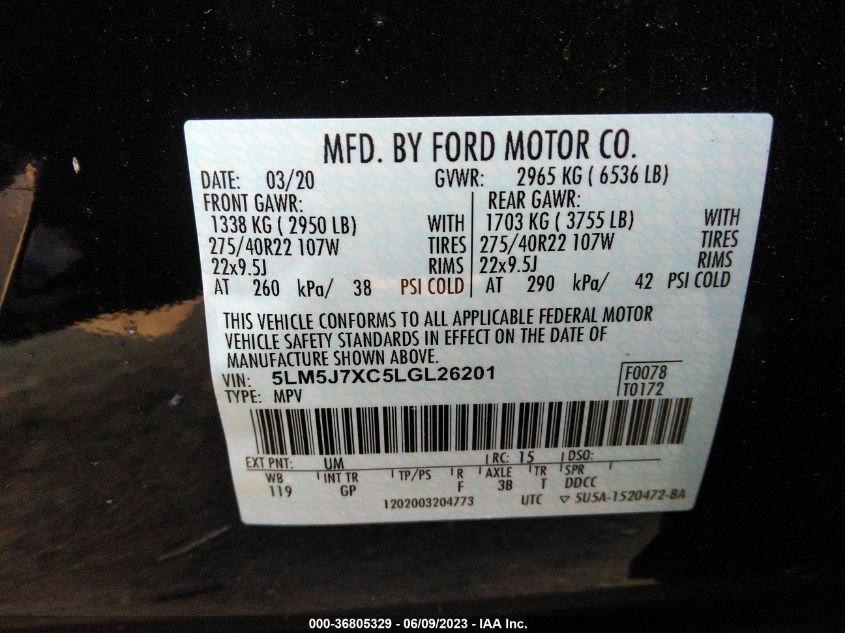 MFD. BY FORD MOTOR CO.
DATE: 03/20 GVWR: 2965 KG ( 6536 LB)
FRONT GAWR: REAR GAWR:
1338 KG ( 2950 LB) WITH 1703 KG ( 3755 LB) WITH
275/40R22 107W TIRES 275/40R22 107W TIRES
22x9.5J RIMS 22x9.5J RIMS
AT 260 kPa/ 38 PSI COLD AT 290 kPa/ 42 PSI COLD
THIS VEHICLE CONFORMS TO ALL APPLICABLE FEDERAL MOTOR
VEHICLE SAFETY STANDARDS IN EFFECT ON THE DATE OF
MANUFACTURE SHOWN ABOVE.
VIN: 5LM5J7XC5LGL26201 F0078
TYPE: MPV T0172
EXT PNT: UM RC: 15 DSO:
WB INT TR TP/PS R AXLE TR SPR
119 GP F 3B T DDCC
1202003204773 UTC ▽ 5U5A-1520472-BA
000-36805329 - 06/09/2023 - IAA Inc.